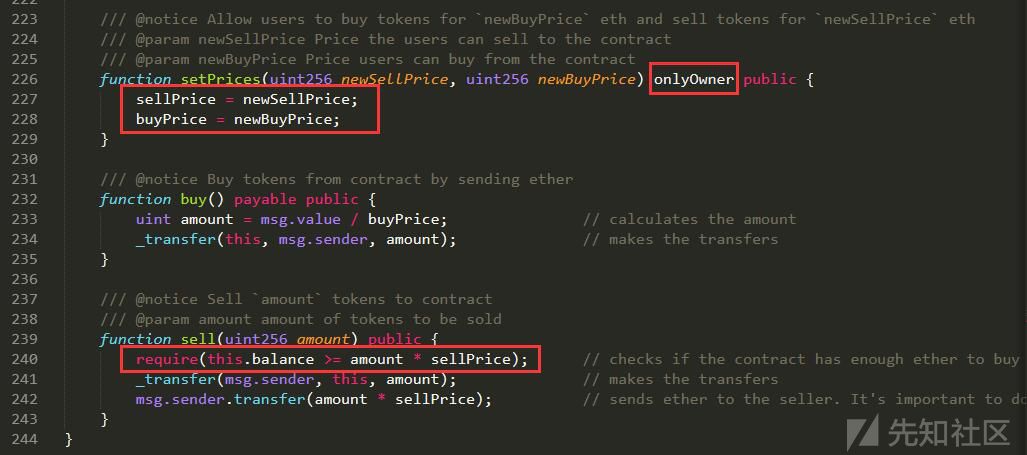 222
223 /// @notice Allow users to buy tokens for `newBuyPrice` eth and sell tokens for `newSellPrice` eth
224 /// @param newSellPrice Price the users can sell to the contract
225 /// @param newBuyPrice Price users can buy from the contract
226 function setPrices(uint256 newSellPrice, uint256 newBuyPrice) onlyOwner public {
227 sellPrice = newSellPrice;
228 buyPrice = newBuyPrice;
229 }
230
231 /// @notice Buy tokens from contract by sending ether
232 function buy() payable public {
233 uint amount = msg.value / buyPrice; // calculates the amount
234 _transfer(this, msg.sender, amount); // makes the transfers
235 }
236
237 /// @notice Sell `amount` tokens to contract
238 /// @param amount amount of tokens to be sold
239 function sell(uint256 amount) public {
240 require(this.balance >= amount * sellPrice); // checks if the contract has enough ether to buy
241 _transfer(msg.sender, this, amount); // makes the transfers
242 msg.sender.transfer(amount * sellPrice); // sends ether to the seller. It's important to do
243 }
244 }
先知社区